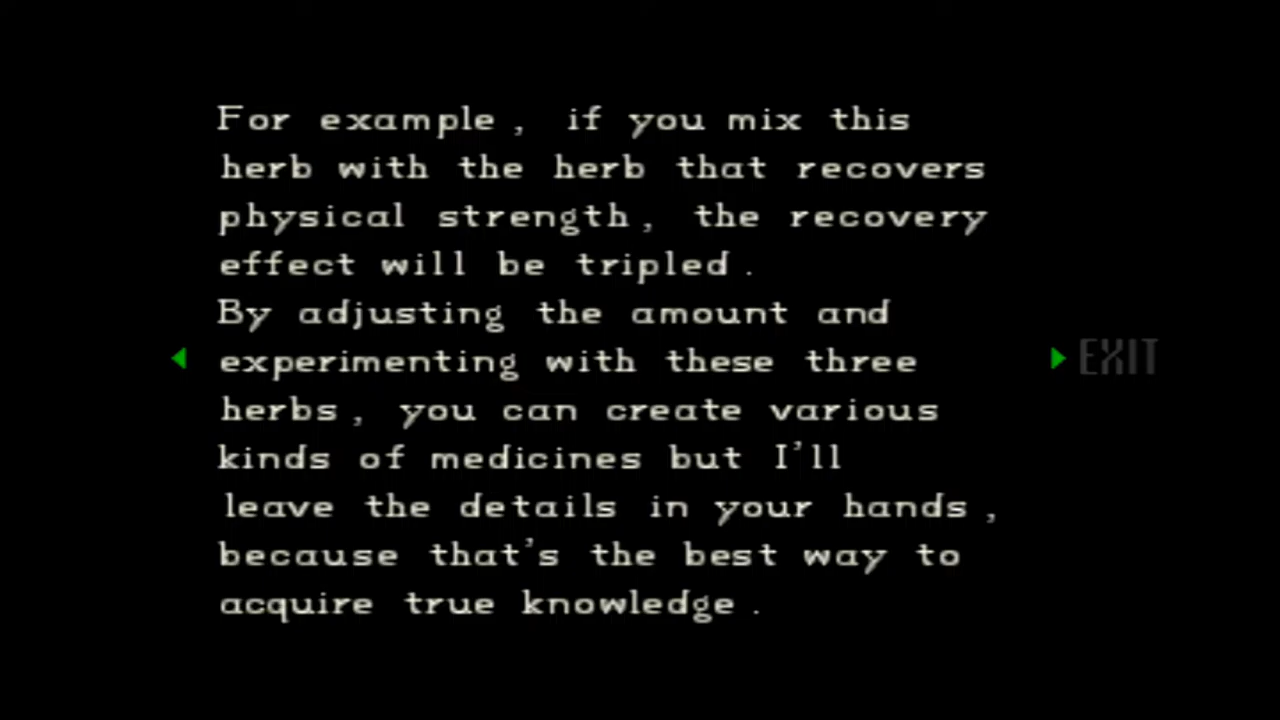 For example, if you mix this
herb with the herb that recovers
physical strength, the recovery
effect will be tripled.
By adjusting the amount and
experimenting with these three
herbs, you can create various
kinds of medicines but I'll
leave the details in your hands,
because that's the best way to
acquire true knowledge.
EXIT